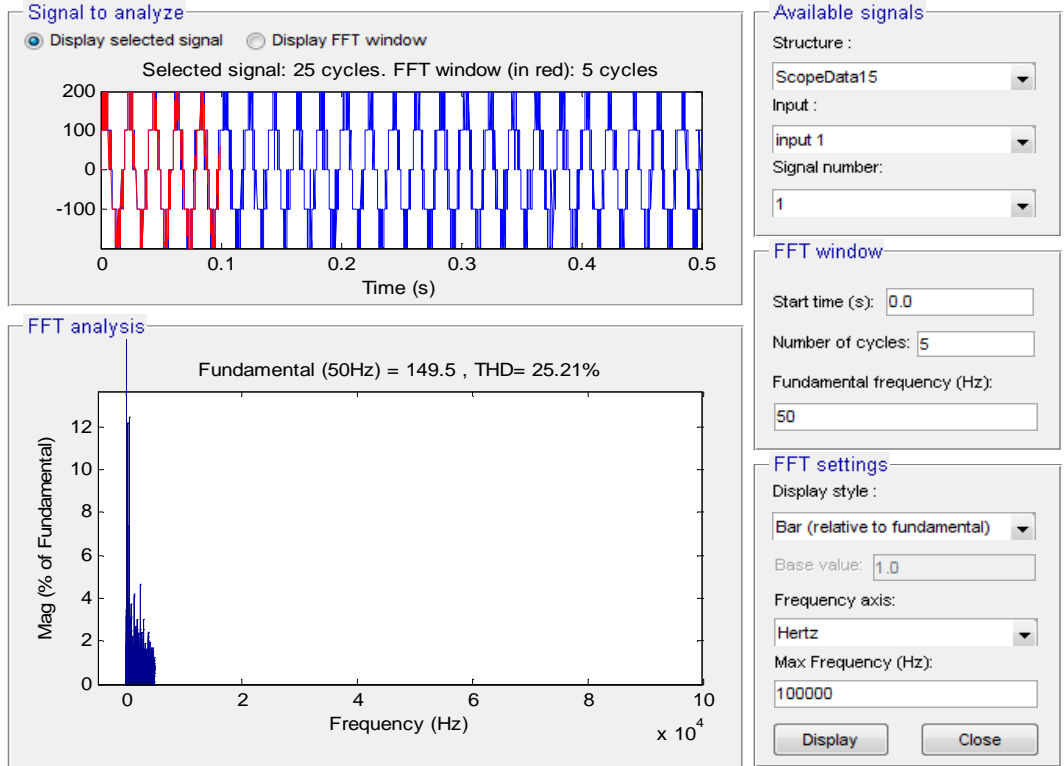 Signal to analyze
Display selected signal Display FFT window
Selected signal: 25 cycles. FFT window (in red): 5 cycles
200
100
0
-100
0 0.1 0.2 0.3 0.4 0.5
Time (s)
FFT analysis
Fundamental (50Hz) = 149.5 , THD= 25.21%
Mag (% of Fundamental)
12
10
8
6
4
2
0
0 2 4 6 8 10
x 10^4
Frequency (Hz)
Available signals
Structure :
ScopeData15
Input :
input 1
Signal number:
1
FFT window
Start time (s): 0.0
Number of cycles: 5
Fundamental frequency (Hz):
50
FFT settings
Display style :
Bar (relative to fundamental)
Base value: 1.0
Frequency axis:
Hertz
Max Frequency (Hz):
100000
Display Close